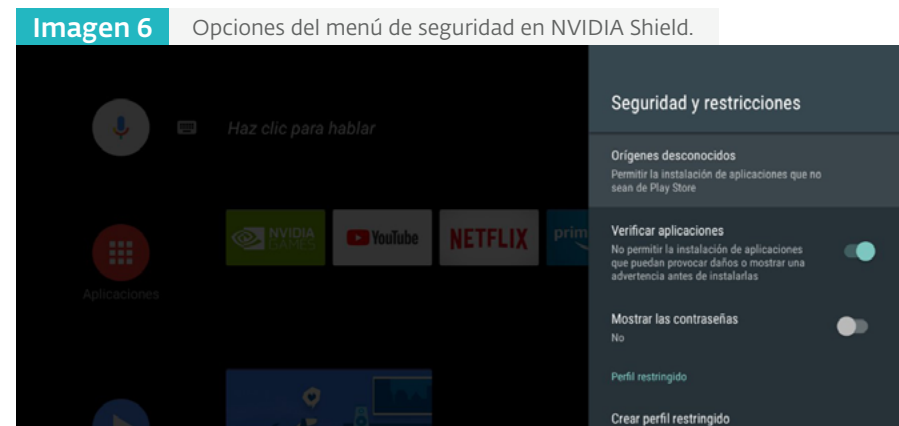 Imagen 6
Opciones del menú de seguridad en NVIDIA Shield.
Haz clic para hablar
NVIDIA
GAMES
YouTube
NETFLIX
prim
Aplicaciones
Seguridad y restricciones
Orígenes desconocidos
Permitir la instalación de aplicaciones que no
sean de Play Store
Verificar aplicaciones
No permitir la instalación de aplicaciones
que puedan provocar daños o mostrar una
advertencia antes de instalarlas
Mostrar las contraseñas
No
Perfil restringido
Crear perfil restringido